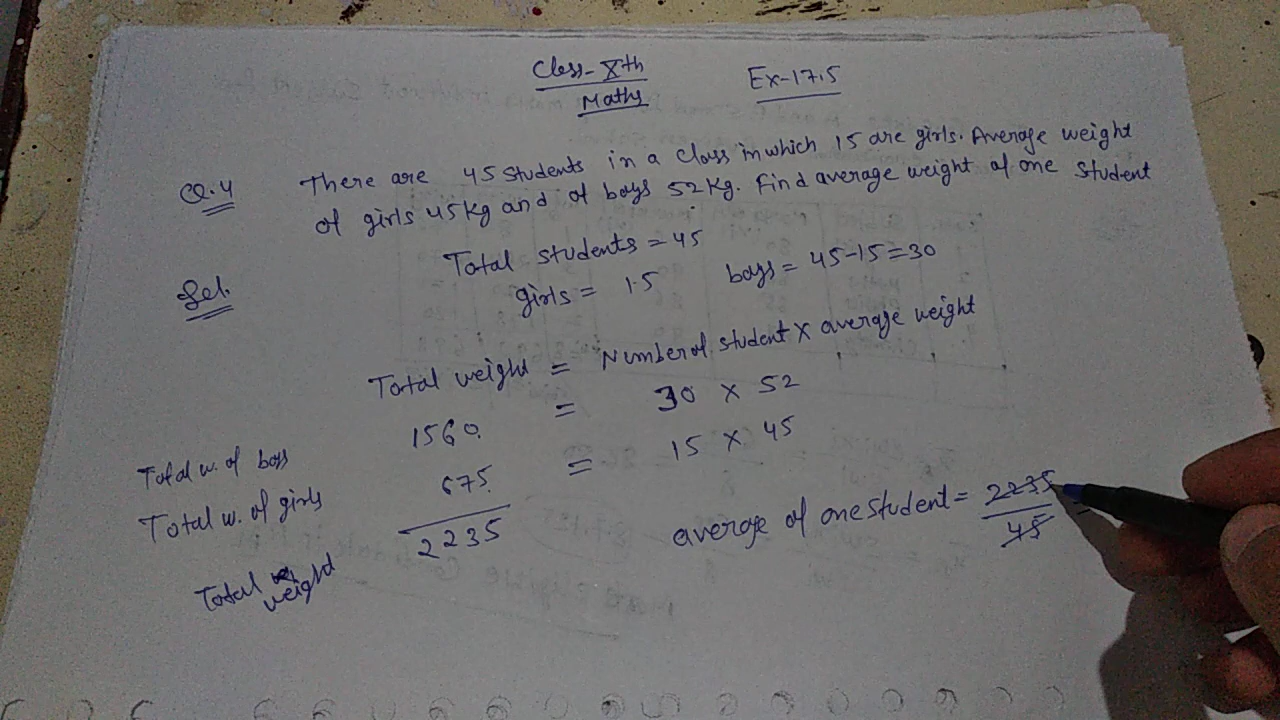 Class-Xth Ex-17.5
Maths
Q.4 There are 45 students in a class in which 15 are girls. Average weight
of girls 45 Kg and of boys 52 Kg. Find average weight of one student
Sol. Total students = 45
girls = 15 boys = 45-15=30
Total weight = Number of student X average weight
Total w. of boys 1560 = 30 X 52
Total w. of girls 675 = 15 X 45
Total weight 2235 average of one student = 2235
45